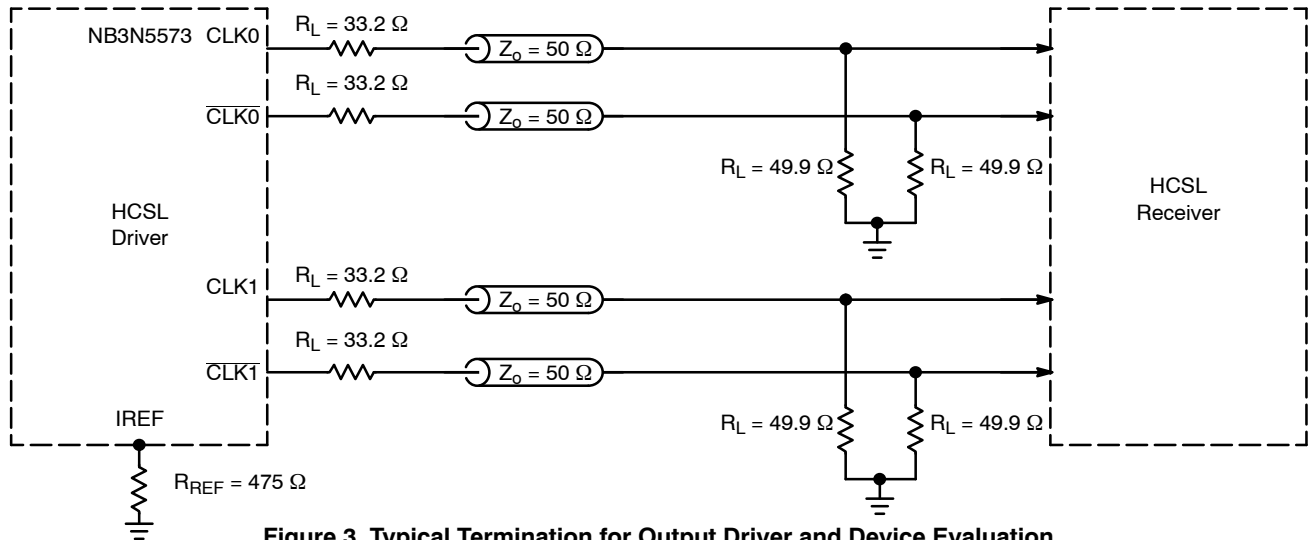 NB3N5573 CLK0
R_L = 33.2 Ω
Z_o = 50 Ω
R_L = 33.2 Ω
C̅L̅K̅0̅
Z_o = 50 Ω
R_L = 49.9 Ω
R_L = 49.9 Ω
HCSL
Driver
HCSL
Receiver
CLK1
R_L = 33.2 Ω
Z_o = 50 Ω
R_L = 33.2 Ω
C̅L̅K̅1̅
Z_o = 50 Ω
R_L = 49.9 Ω
R_L = 49.9 Ω
IREF
R_REF = 475 Ω
Figure 3. Typical Termination for Output Driver and Device Evaluation